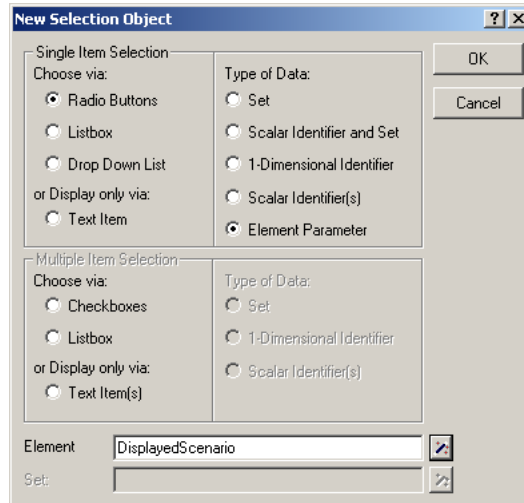 New Selection Object
Single Item Selection
Choose via:
Radio Buttons
Listbox
Drop Down List
or Display only via:
Text Item
Type of Data:
Set
Scalar Identifier and Set
1-Dimensional Identifier
Scalar Identifier(s)
Element Parameter
OK
Cancel
Multiple Item Selection
Choose via:
Checkboxes
Listbox
or Display only via:
Text Item(s)
Type of Data:
Set
1-Dimensional Identifier
Scalar Identifier(s)
Element
DisplayedScenario
Set: